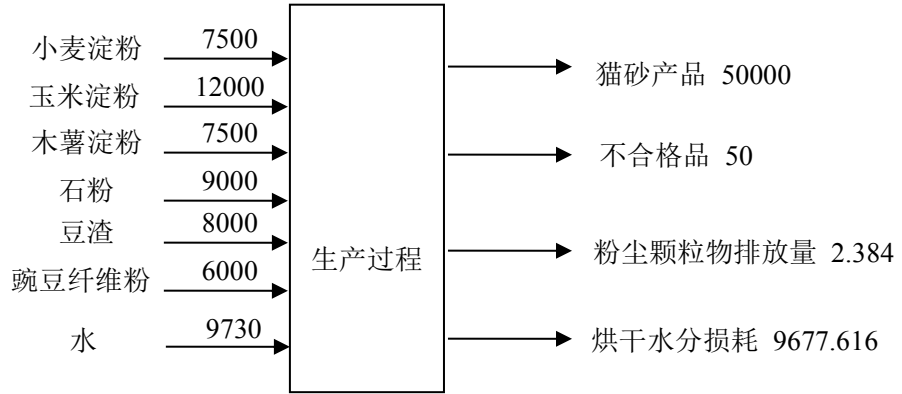 小麦淀粉 7500
玉米淀粉 12000
木薯淀粉 7500
石粉 9000
豆渣 8000
豌豆纤维粉 6000
水 9730
生产过程
猫砂产品 50000
不合格品 50
粉尘颗粒物排放量 2.384
烘干水分损耗 9677.616